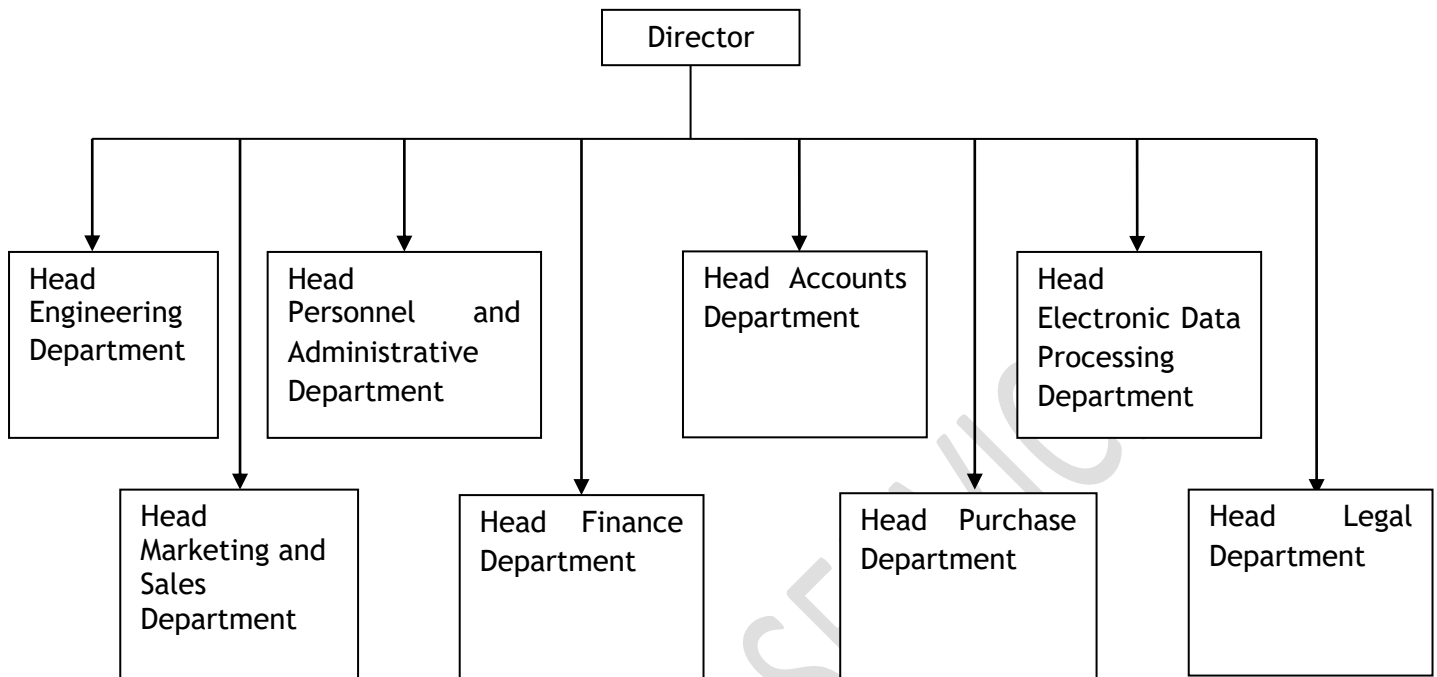 Director
Head
Engineering
Department
Head
Personnel and
Administrative
Department
Head Accounts
Department
Head
Electronic Data
Processing
Department
Head
Marketing and
Sales
Department
Head Finance
Department
Head Purchase
Department
Head Legal
Department